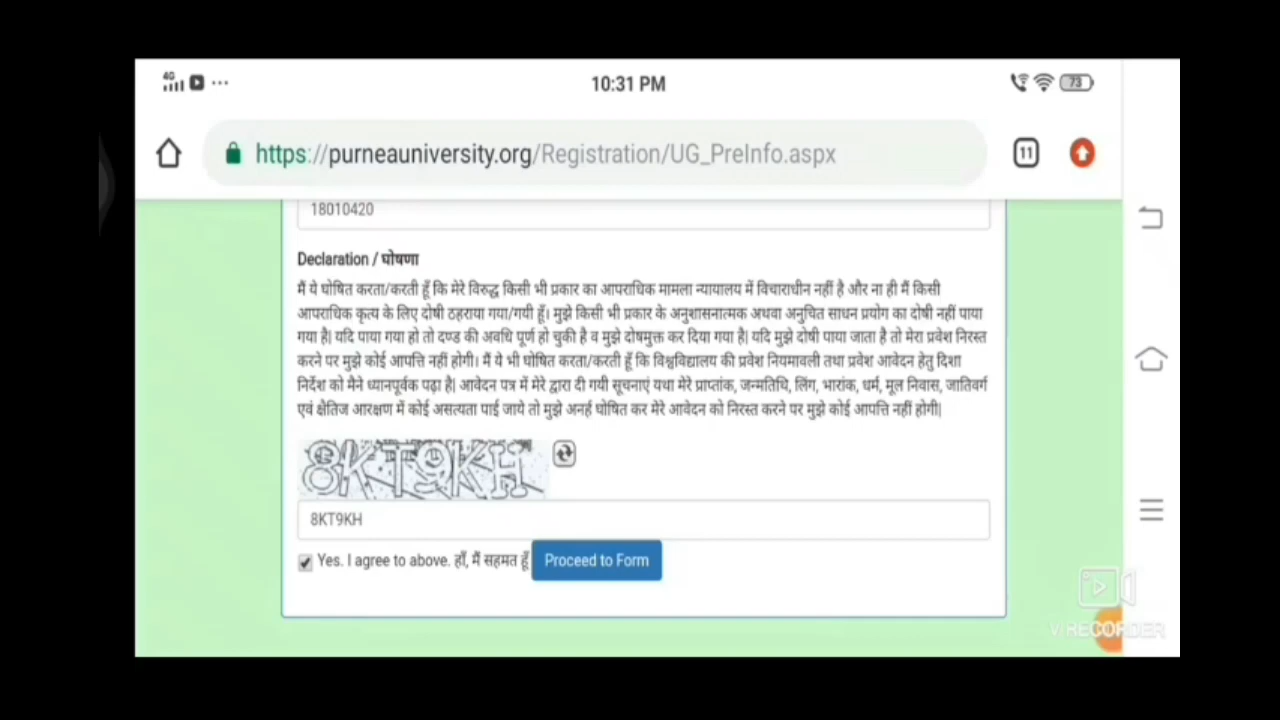 4G
10:31 PM
73
https://purneauniversity.org/Registration/UG_PreInfo.aspx
11
18010420
Declaration / घोषणा
मैं ये घोषित करता/करती हूँ कि मेरे विरुद्ध किसी भी प्रकार का आपराधिक मामला न्यायालय में विचाराधीन नहीं है और ना ही मैं किसी
आपराधिक कृत्य के लिए दोषी ठहराया गया/गयी हूँ। मुझे किसी भी प्रकार के अनुशासनात्मक अथवा अनुचित साधन प्रयोग का दोषी नहीं पाया
गया है| यदि पाया गया हो तो दण्ड की अवधि पूर्ण हो चुकी है व मुझे दोषमुक्त कर दिया गया है| यदि मुझे दोषी पाया जाता है तो मेरा प्रवेश निरस्त
करने पर मुझे कोई आपत्ति नहीं होगी। मैं ये भी घोषित करता/करती हूँ कि विश्वविद्यालय की प्रवेश नियमावली तथा प्रवेश आवेदन हेतु दिशा
निर्देश को मैने ध्यानपूर्वक पढ़ा है| आवेदन पत्र में मेरे द्वारा दी गयी सूचनाएं यथा मेरे प्राप्तांक, जन्मतिथि, लिंग, भारांक, धर्म, मूल निवास, जातिवर्ग
एवं क्षैतिज आरक्षण में कोई असत्यता पाई जाये तो मुझे अनर्ह घोषित कर मेरे आवेदन को निरस्त करने पर मुझे कोई आपत्ति नहीं होगी|
8KT9KH
8KT9KH
Yes. I agree to above. हाँ, मैं सहमत हूँ Proceed to Form
VIRECORDER